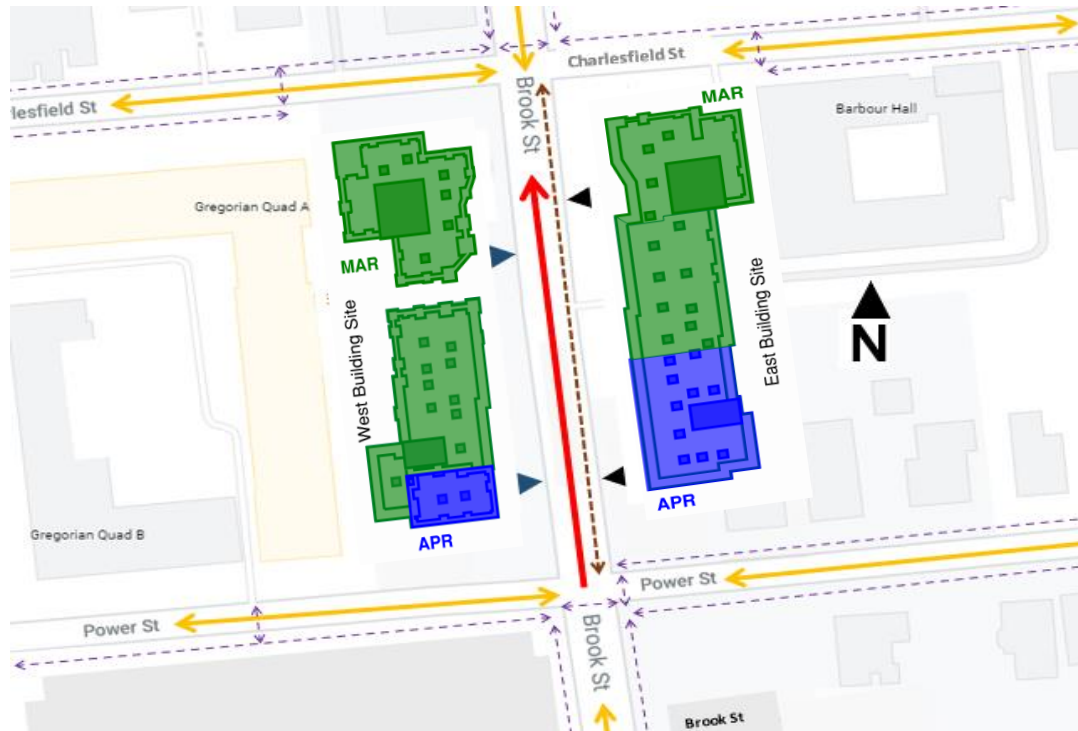 Charlesfield St
lesfield St
Brook St
MAR
Barbour Hall
Gregorian Quad A
MAR
West Building Site
East Building Site
N
APR
APR
Gregorian Quad B
Power St
Power St
Brook St
Brook St